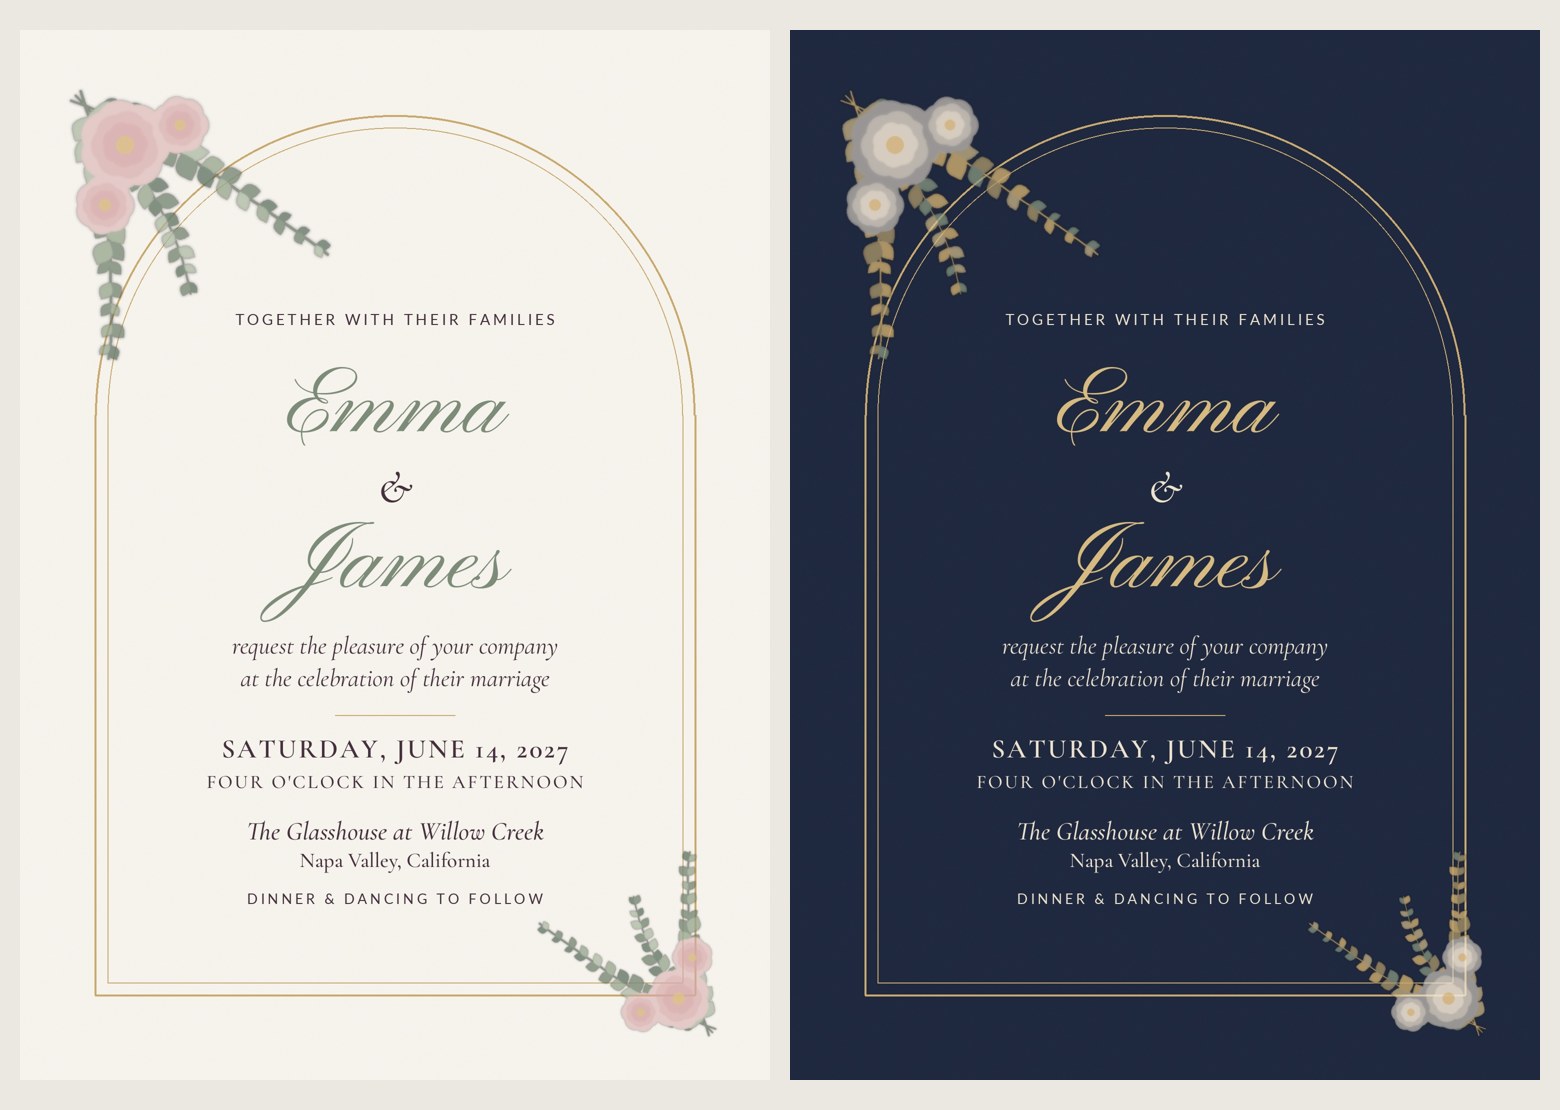 TOGETHER WITH THEIR FAMILIES
Emma
&
James
request the pleasure of your company
at the celebration of their marriage
SATURDAY, JUNE 14, 2027
FOUR O'CLOCK IN THE AFTERNOON
The Glasshouse at Willow Creek
Napa Valley, California
DINNER & DANCING TO FOLLOW
TOGETHER WITH THEIR FAMILIES
Emma
&
James
request the pleasure of your company
at the celebration of their marriage
SATURDAY, JUNE 14, 2027
FOUR O'CLOCK IN THE AFTERNOON
The Glasshouse at Willow Creek
Napa Valley, California
DINNER & DANCING TO FOLLOW